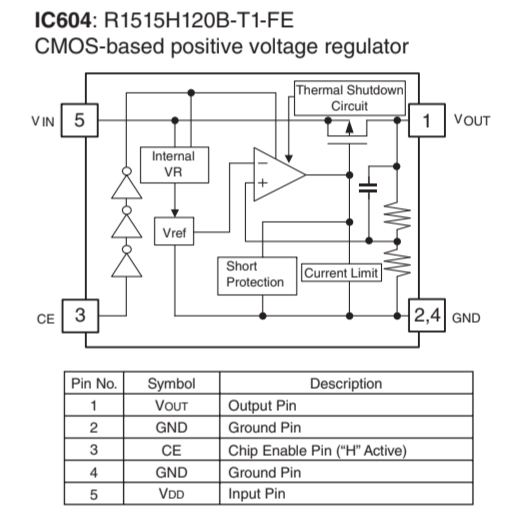 IC604: R1515H120B-T1-FE
CMOS-based positive voltage regulator
Thermal Shutdown
Circuit
VIN 5
1 VOUT
Internal
VR
−
+
Vref
Short
Protection
Current Limit
CE 3
2,4 GND
Pin No. Symbol Description
1 VOUT Output Pin
2 GND Ground Pin
3 CE Chip Enable Pin (“H” Active)
4 GND Ground Pin
5 VDD Input Pin